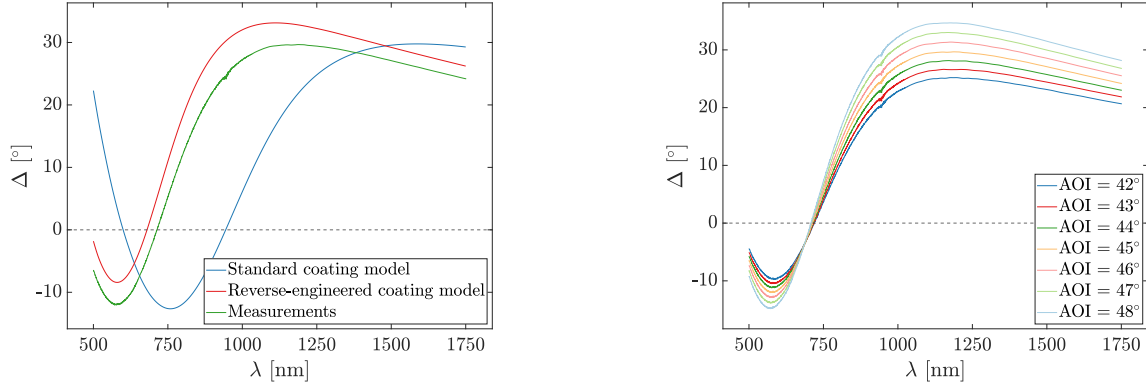 30
20
10
0
-10
Δ [°]
500
750
1000
1250
1500
1750
λ [nm]
Standard coating model
Reverse-engineered coating model
Measurements
30
20
10
0
-10
Δ [°]
500
750
1000
1250
1500
1750
λ [nm]
AOI = 42°
AOI = 43°
AOI = 44°
AOI = 45°
AOI = 46°
AOI = 47°
AOI = 48°